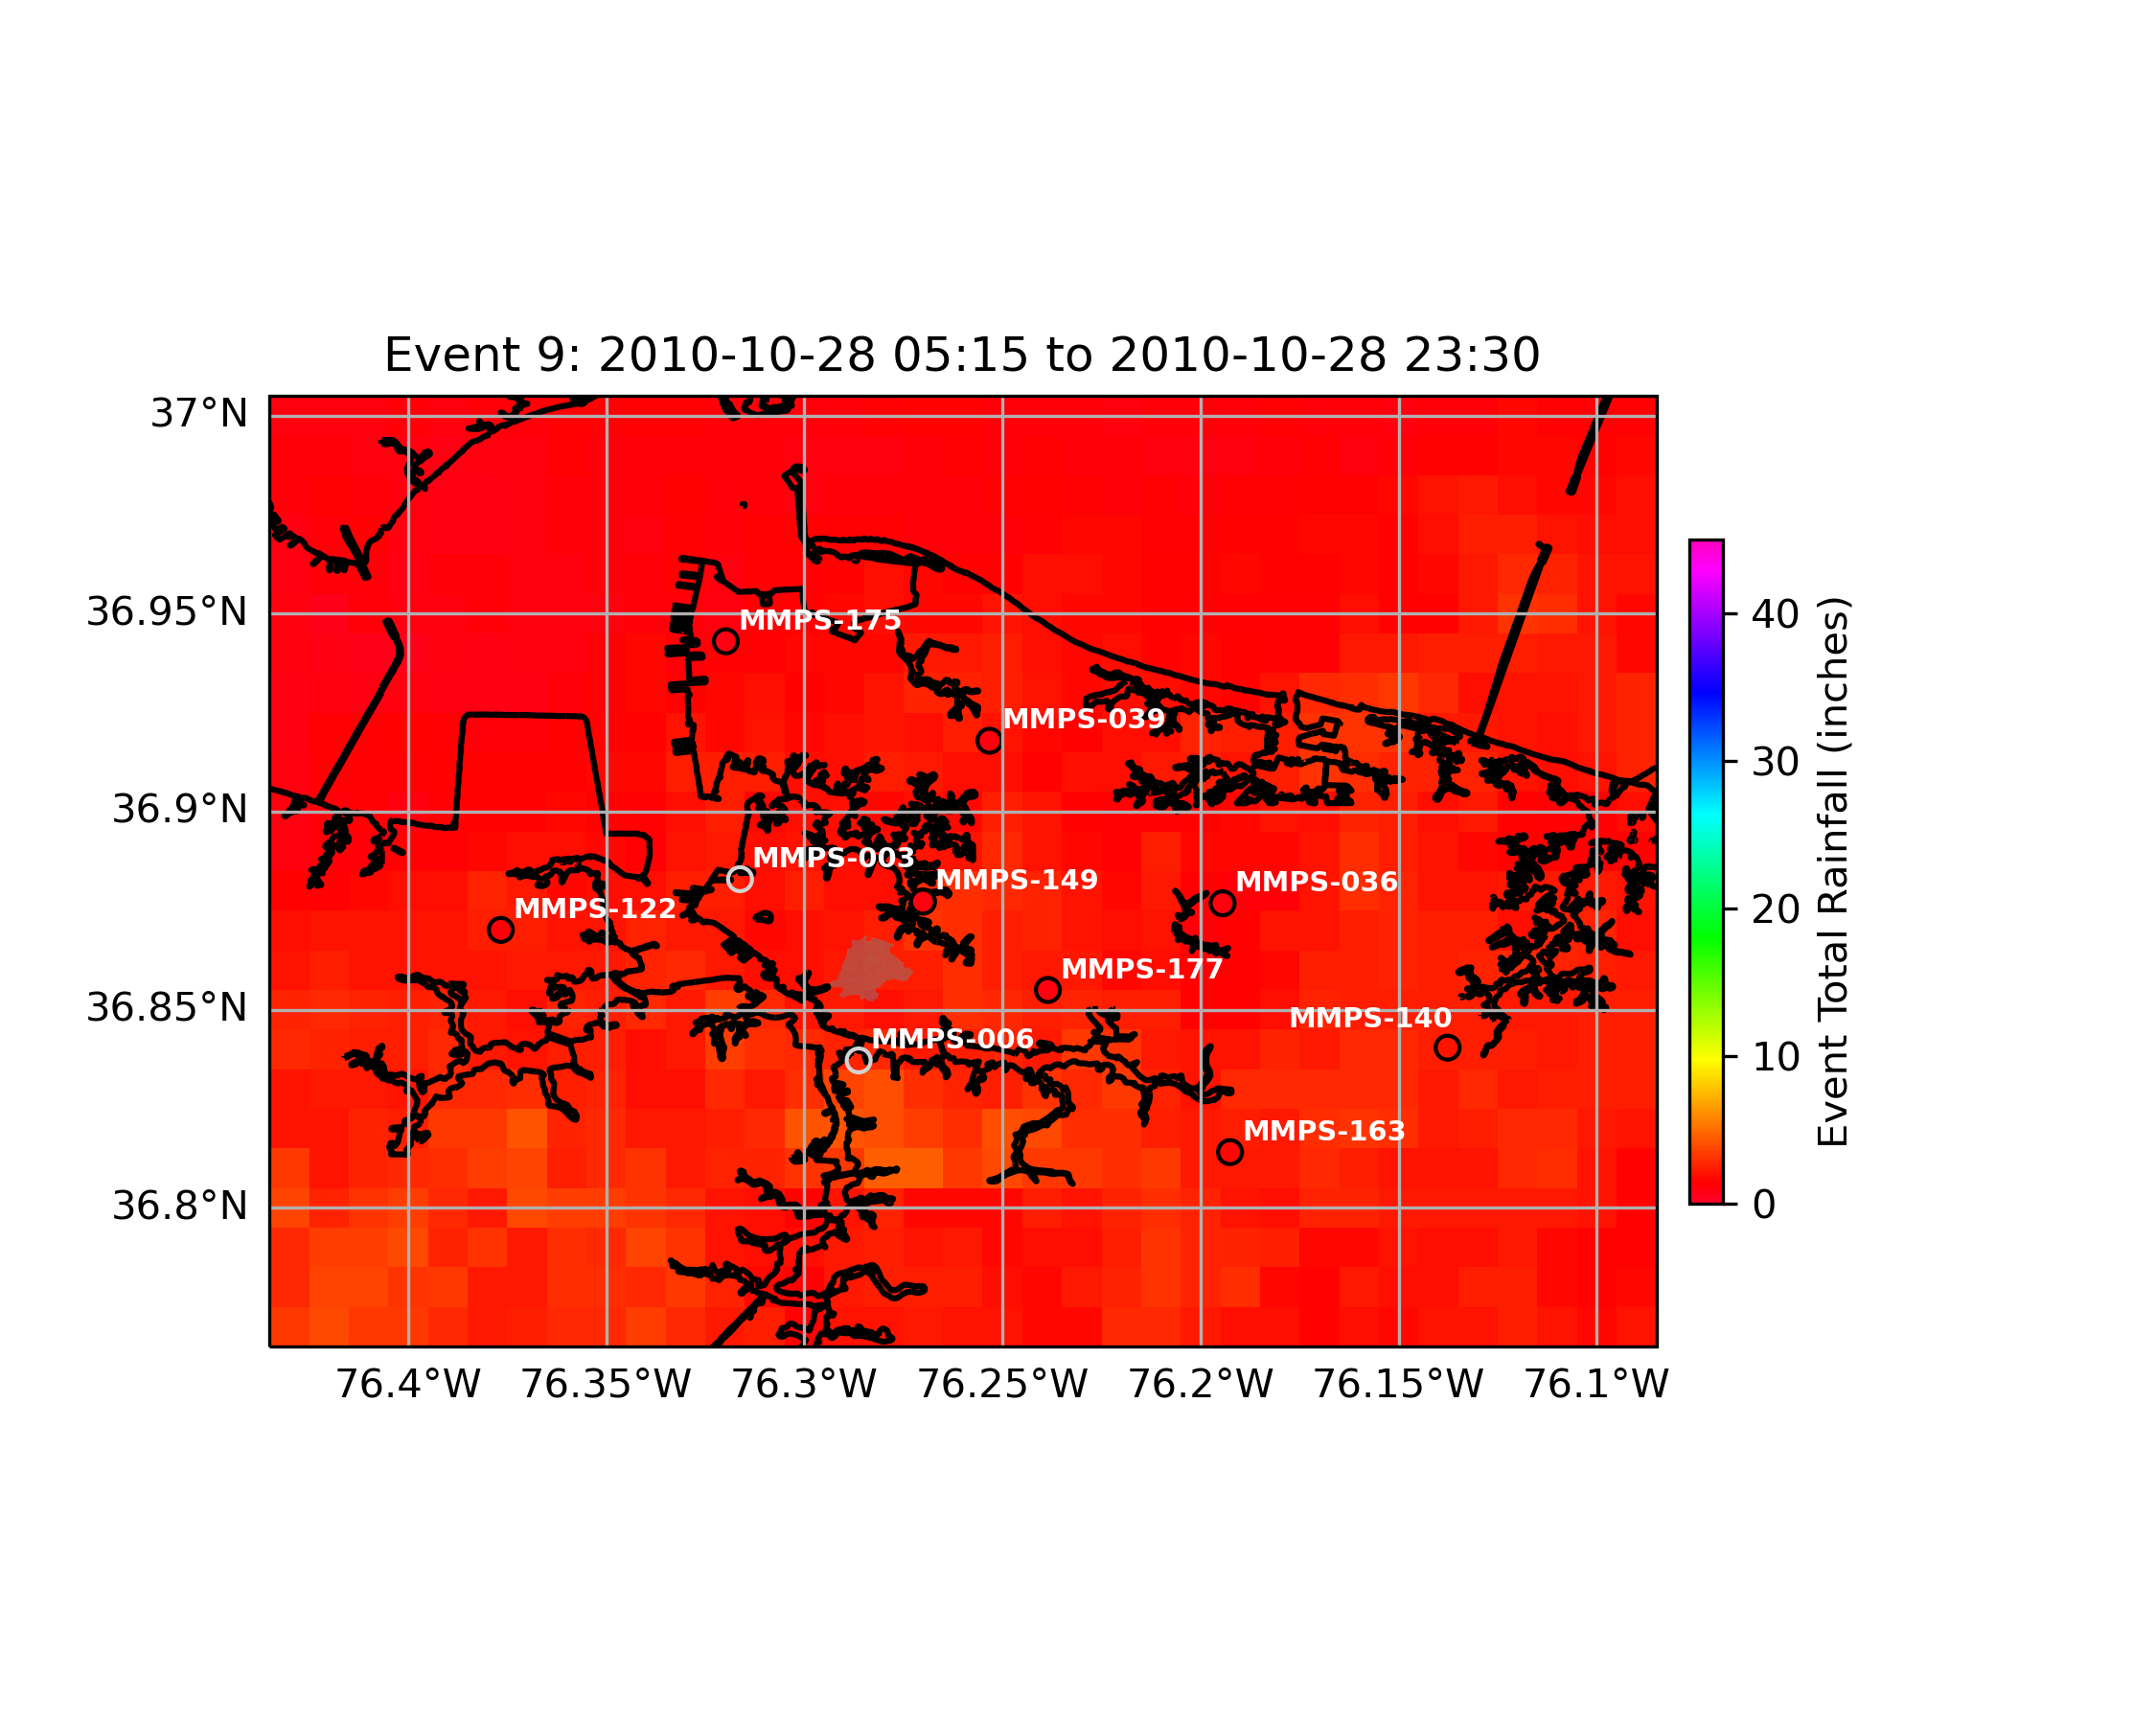 Event 9: 2010-10-28 05:15 to 2010-10-28 23:30
37°N
36.95°N
36.9°N
36.85°N
36.8°N
MMPS-175
MMPS-039
MMPS-003
MMPS-149
MMPS-036
MMPS-122
MMPS-177
MMPS-140
MMPS-006
MMPS-163
76.4°W
76.35°W
76.3°W
76.25°W
76.2°W
76.15°W
76.1°W
40
30
20
10
0
Event Total Rainfall (inches)